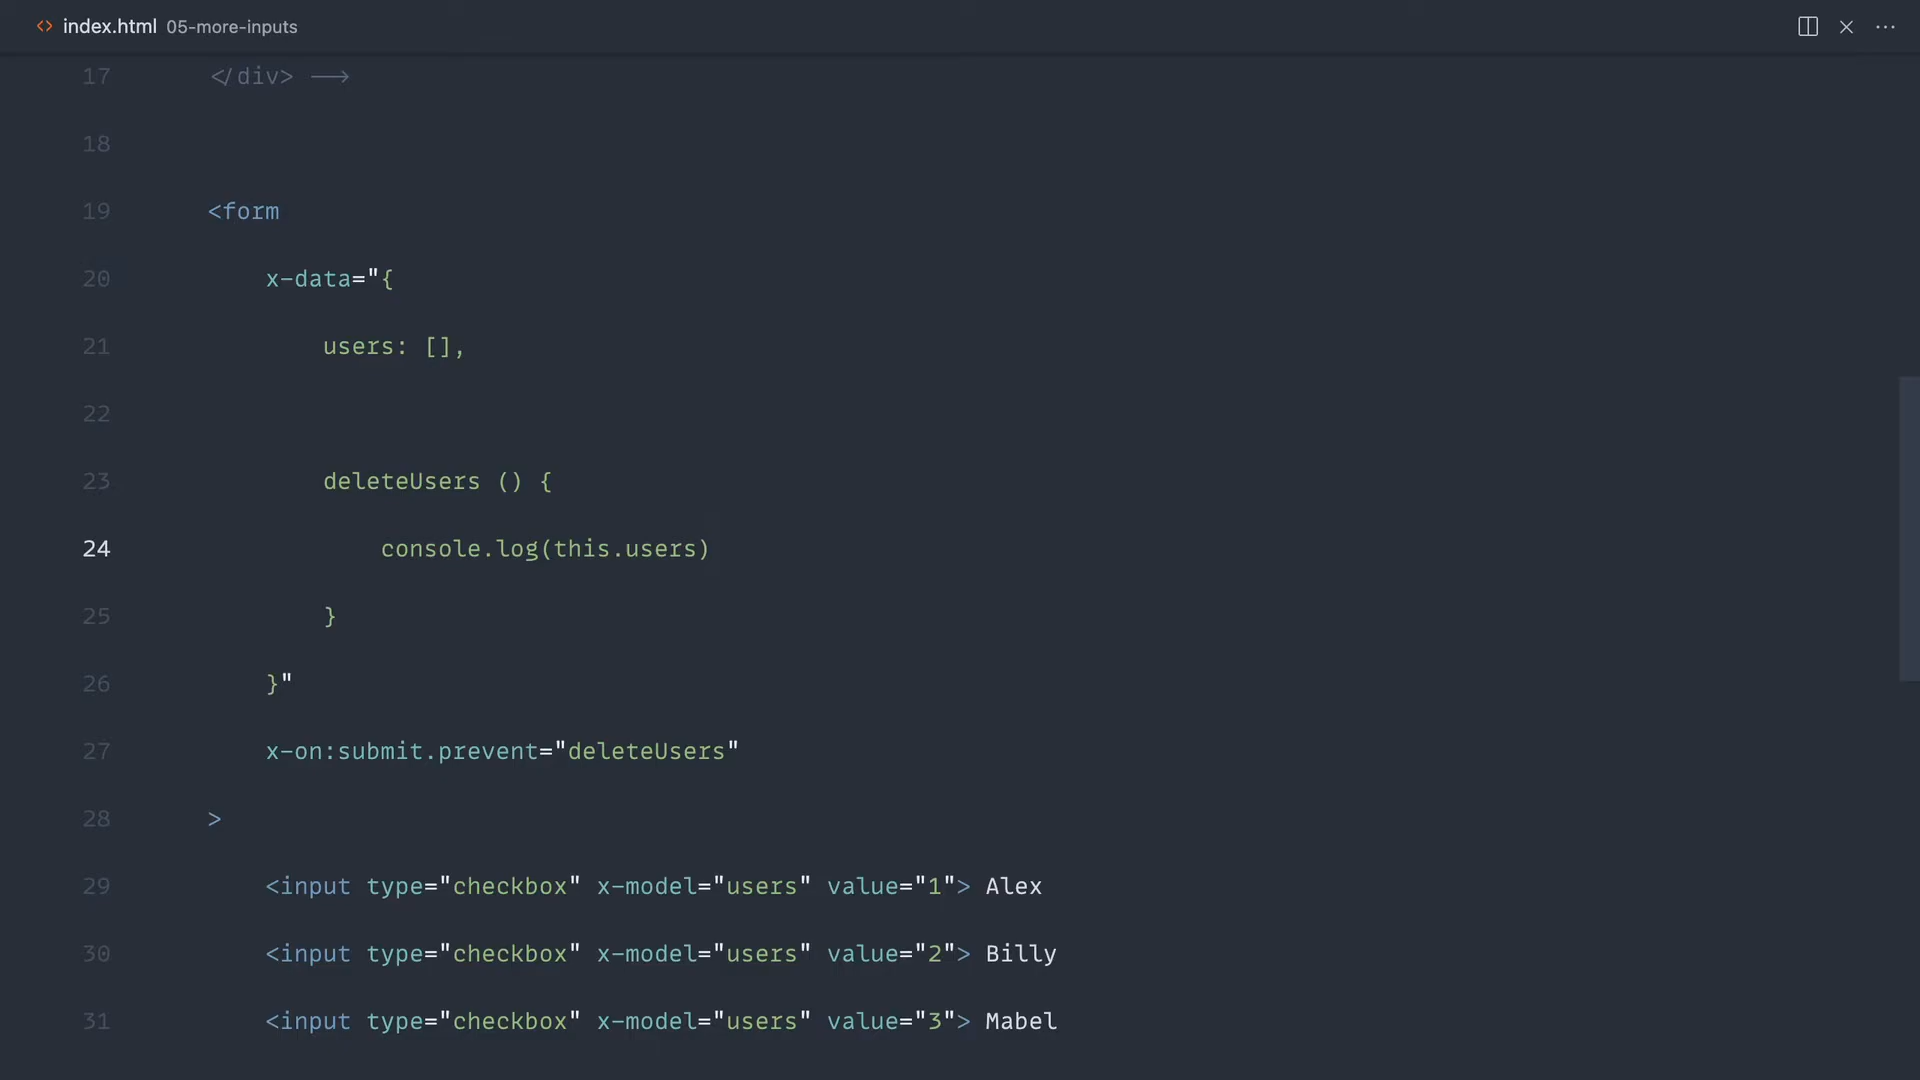 index.html 05-more-inputs
17 </div> -->
18
19 <form
20 x-data="{
21 users: [],
22
23 deleteUsers () {
24 console.log(this.users)
25 }
26 }"
27 x-on:submit.prevent="deleteUsers"
28 >
29 <input type="checkbox" x-model="users" value="1"> Alex
30 <input type="checkbox" x-model="users" value="2"> Billy
31 <input type="checkbox" x-model="users" value="3"> Mabel